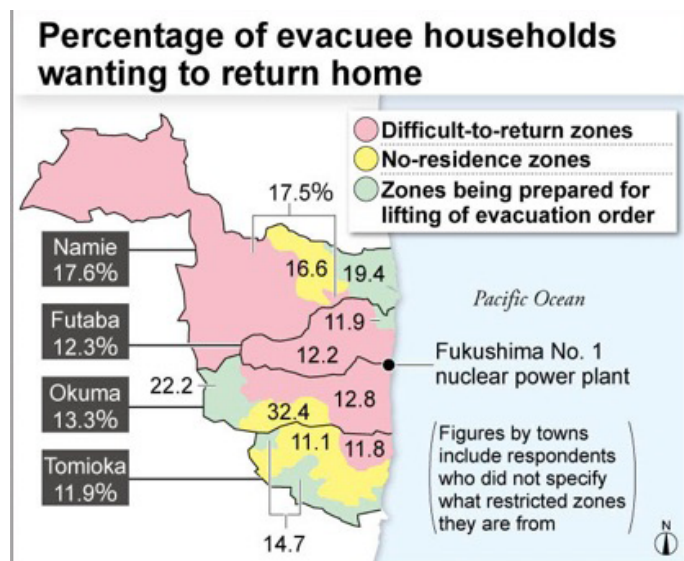 Percentage of evacuee households
wanting to return home
Difficult-to-return zones
No-residence zones
Zones being prepared for
lifting of evacuation order
17.5%
Namie
17.6%
16.6
19.4
Pacific Ocean
Futaba
12.3%
11.9
12.2
Fukushima No. 1
nuclear power plant
22.2
Okuma
13.3%
12.8
32.4
11.1
11.8
Tomioka
11.9%
14.7
(Figures by towns
include respondents
who did not specify
what restricted zones
they are from)
N